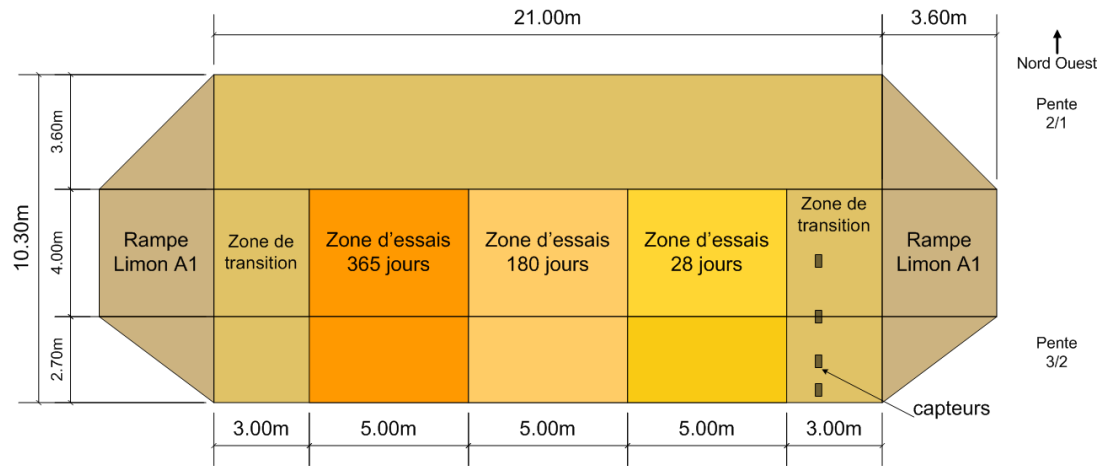 21.00m
3.60m
Nord Ouest
Pente
2/1
3.60m
10.30m
4.00m
2.70m
Rampe
Limon A1
Zone de
transition
Zone d'essais
365 jours
Zone d'essais
180 jours
Zone d'essais
28 jours
Zone de
transition
Rampe
Limon A1
Pente
3/2
capteurs
3.00m
5.00m
5.00m
5.00m
3.00m